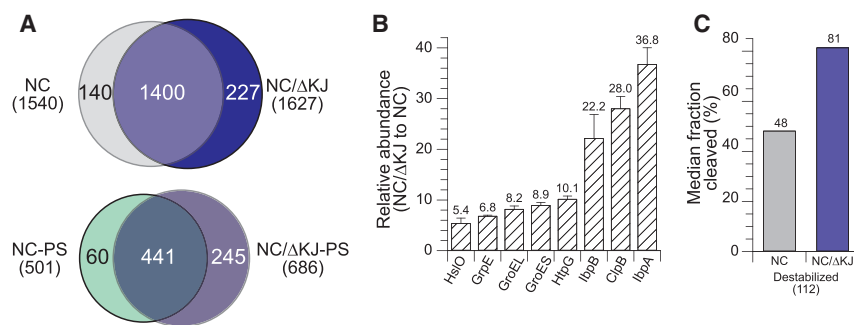 A
NC
(1540)
140
1400
227
NC/ΔKJ
(1627)
NC-PS
(501)
60
441
245
NC/ΔKJ-PS
(686)
B
Relative abundance
(NC/ΔKJ to NC)
40
30
20
10
0
5.4
6.8
8.2
8.9
10.1
22.2
28.0
36.8
HslO
GrpE
GroEL
GroES
HtpG
IbpB
ClpB
IbpA
C
Median fraction
cleaved (%)
80
60
40
20
0
48
81
NC
NC/ΔKJ
Destabilized
(112)